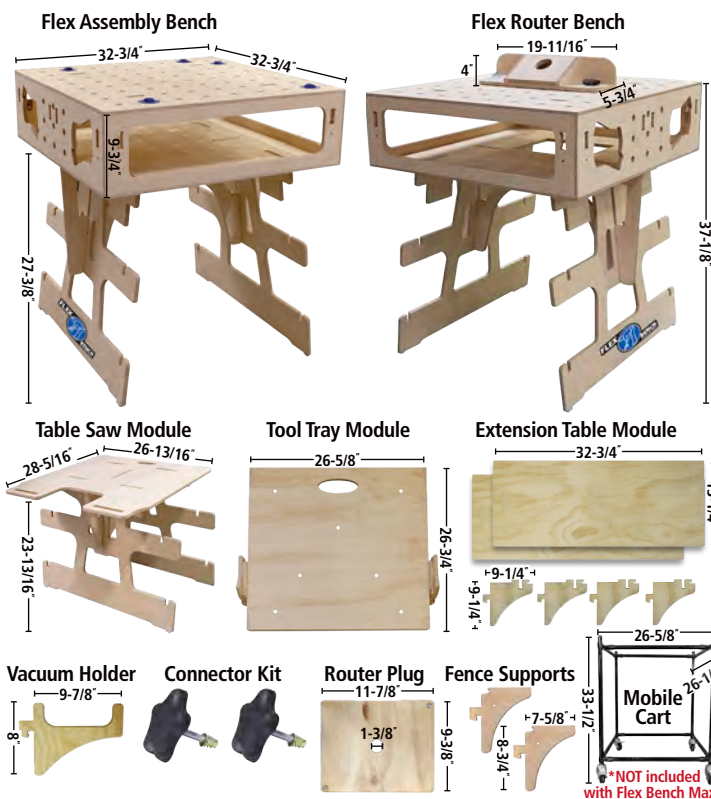 Flex Assembly Bench
32-3/4"
32-3/4"
9-3/4"
27-3/8"
FLEX BENCH
Flex Router Bench
19-11/16"
4"
5-3/4"
37-1/8"
FLEX BENCH
Table Saw Module
28-5/16"
26-13/16"
23-13/16"
Tool Tray Module
26-5/8"
26-3/4"
Extension Table Module
32-3/4"
9-1/4"
9-1/4"
Vacuum Holder
9-7/8"
8"
Connector Kit
Router Plug
11-7/8"
1-3/8"
9-3/8"
Fence Supports
7-5/8"
8-3/4"
26-5/8"
33-1/2"
Mobile
Cart
*NOT included
with Flex Bench Max